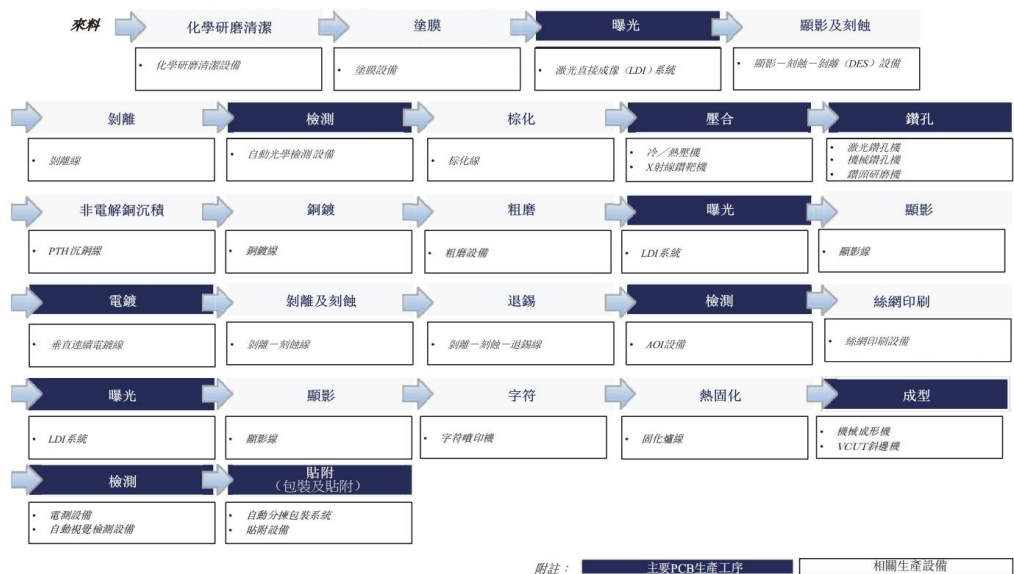 來料
化學研磨清潔
塗膜
曝光
顯影及刻蝕
• 化學研磨清潔設備
• 塗膜設備
• 激光直接成像（LDI）系統
• 顯影－刻蝕－剝離（DES）設備
剝離
檢測
棕化
壓合
鑽孔
• 剝離線
• 自動光學檢測設備
• 棕化線
• 冷／熱壓機
• X射線鑽靶機
• 激光鑽孔機
• 機械鑽孔機
• 鑽頭研磨機
非電解銅沉積
銅鍍
粗磨
曝光
顯影
• PTH沉銅線
• 銅鍍線
• 粗磨設備
• LDI系統
• 顯影線
電鍍
剝離及刻蝕
退錫
檢測
絲網印刷
• 垂直連續電鍍線
• 剝離－刻蝕線
• 剝離－刻蝕－退錫線
• AOI設備
• 絲網印刷設備
曝光
顯影
字符
熱固化
成型
• LDI系統
• 顯影線
• 字符噴印機
• 固化爐線
• 機械成形機
• VCUT斜邊機
檢測
貼附
（包裝及貼附）
• 電測設備
• 自動視覺檢測設備
• 自動分揀包裝系統
• 貼附設備
附註：
主要PCB生產工序
相關生產設備